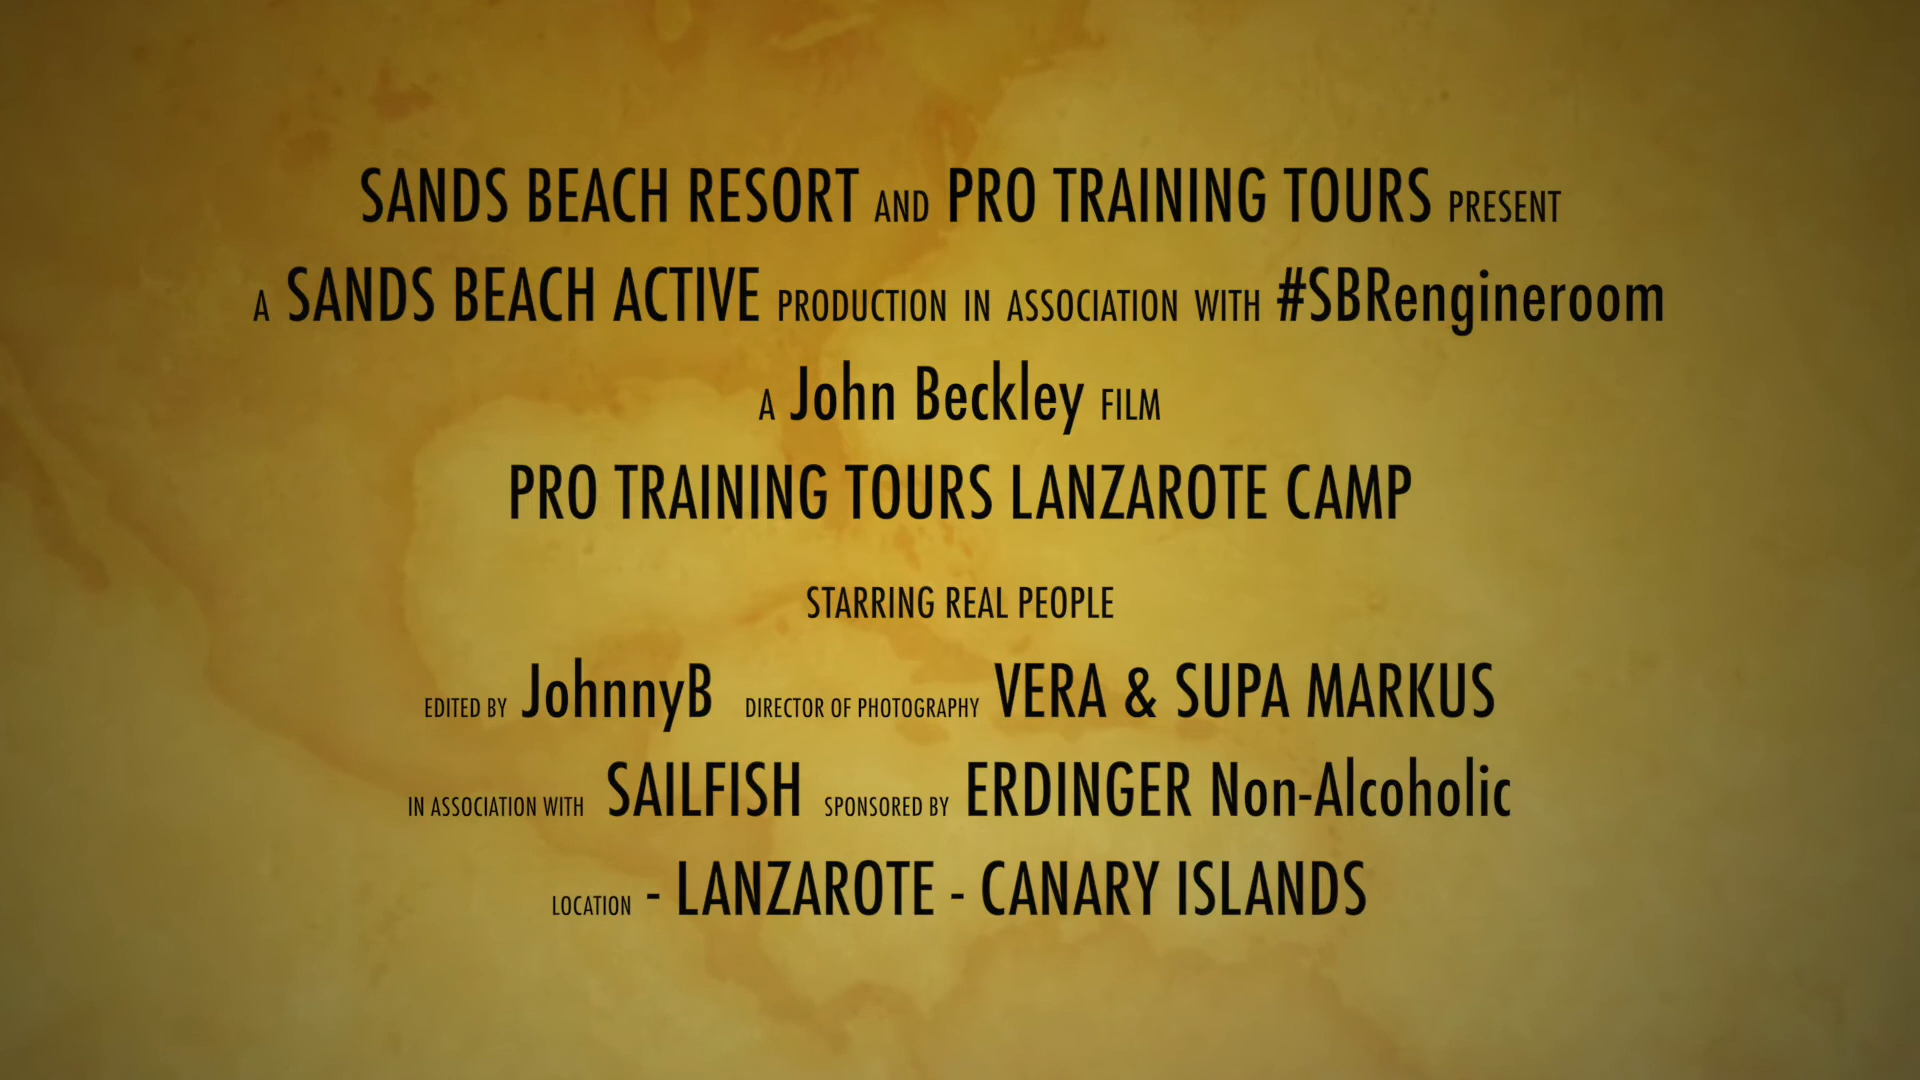 SANDS BEACH RESORT AND PRO TRAINING TOURS PRESENT
A SANDS BEACH ACTIVE PRODUCTION IN ASSOCIATION WITH #SBRengineroom
A John Beckley FILM
PRO TRAINING TOURS LANZAROTE CAMP
STARRING REAL PEOPLE
EDITED BY JohnnyB DIRECTOR OF PHOTOGRAPHY VERA & SUPA MARKUS
IN ASSOCIATION WITH SAILFISH SPONSORED BY ERDINGER Non-Alcoholic
LOCATION - LANZAROTE - CANARY ISLANDS